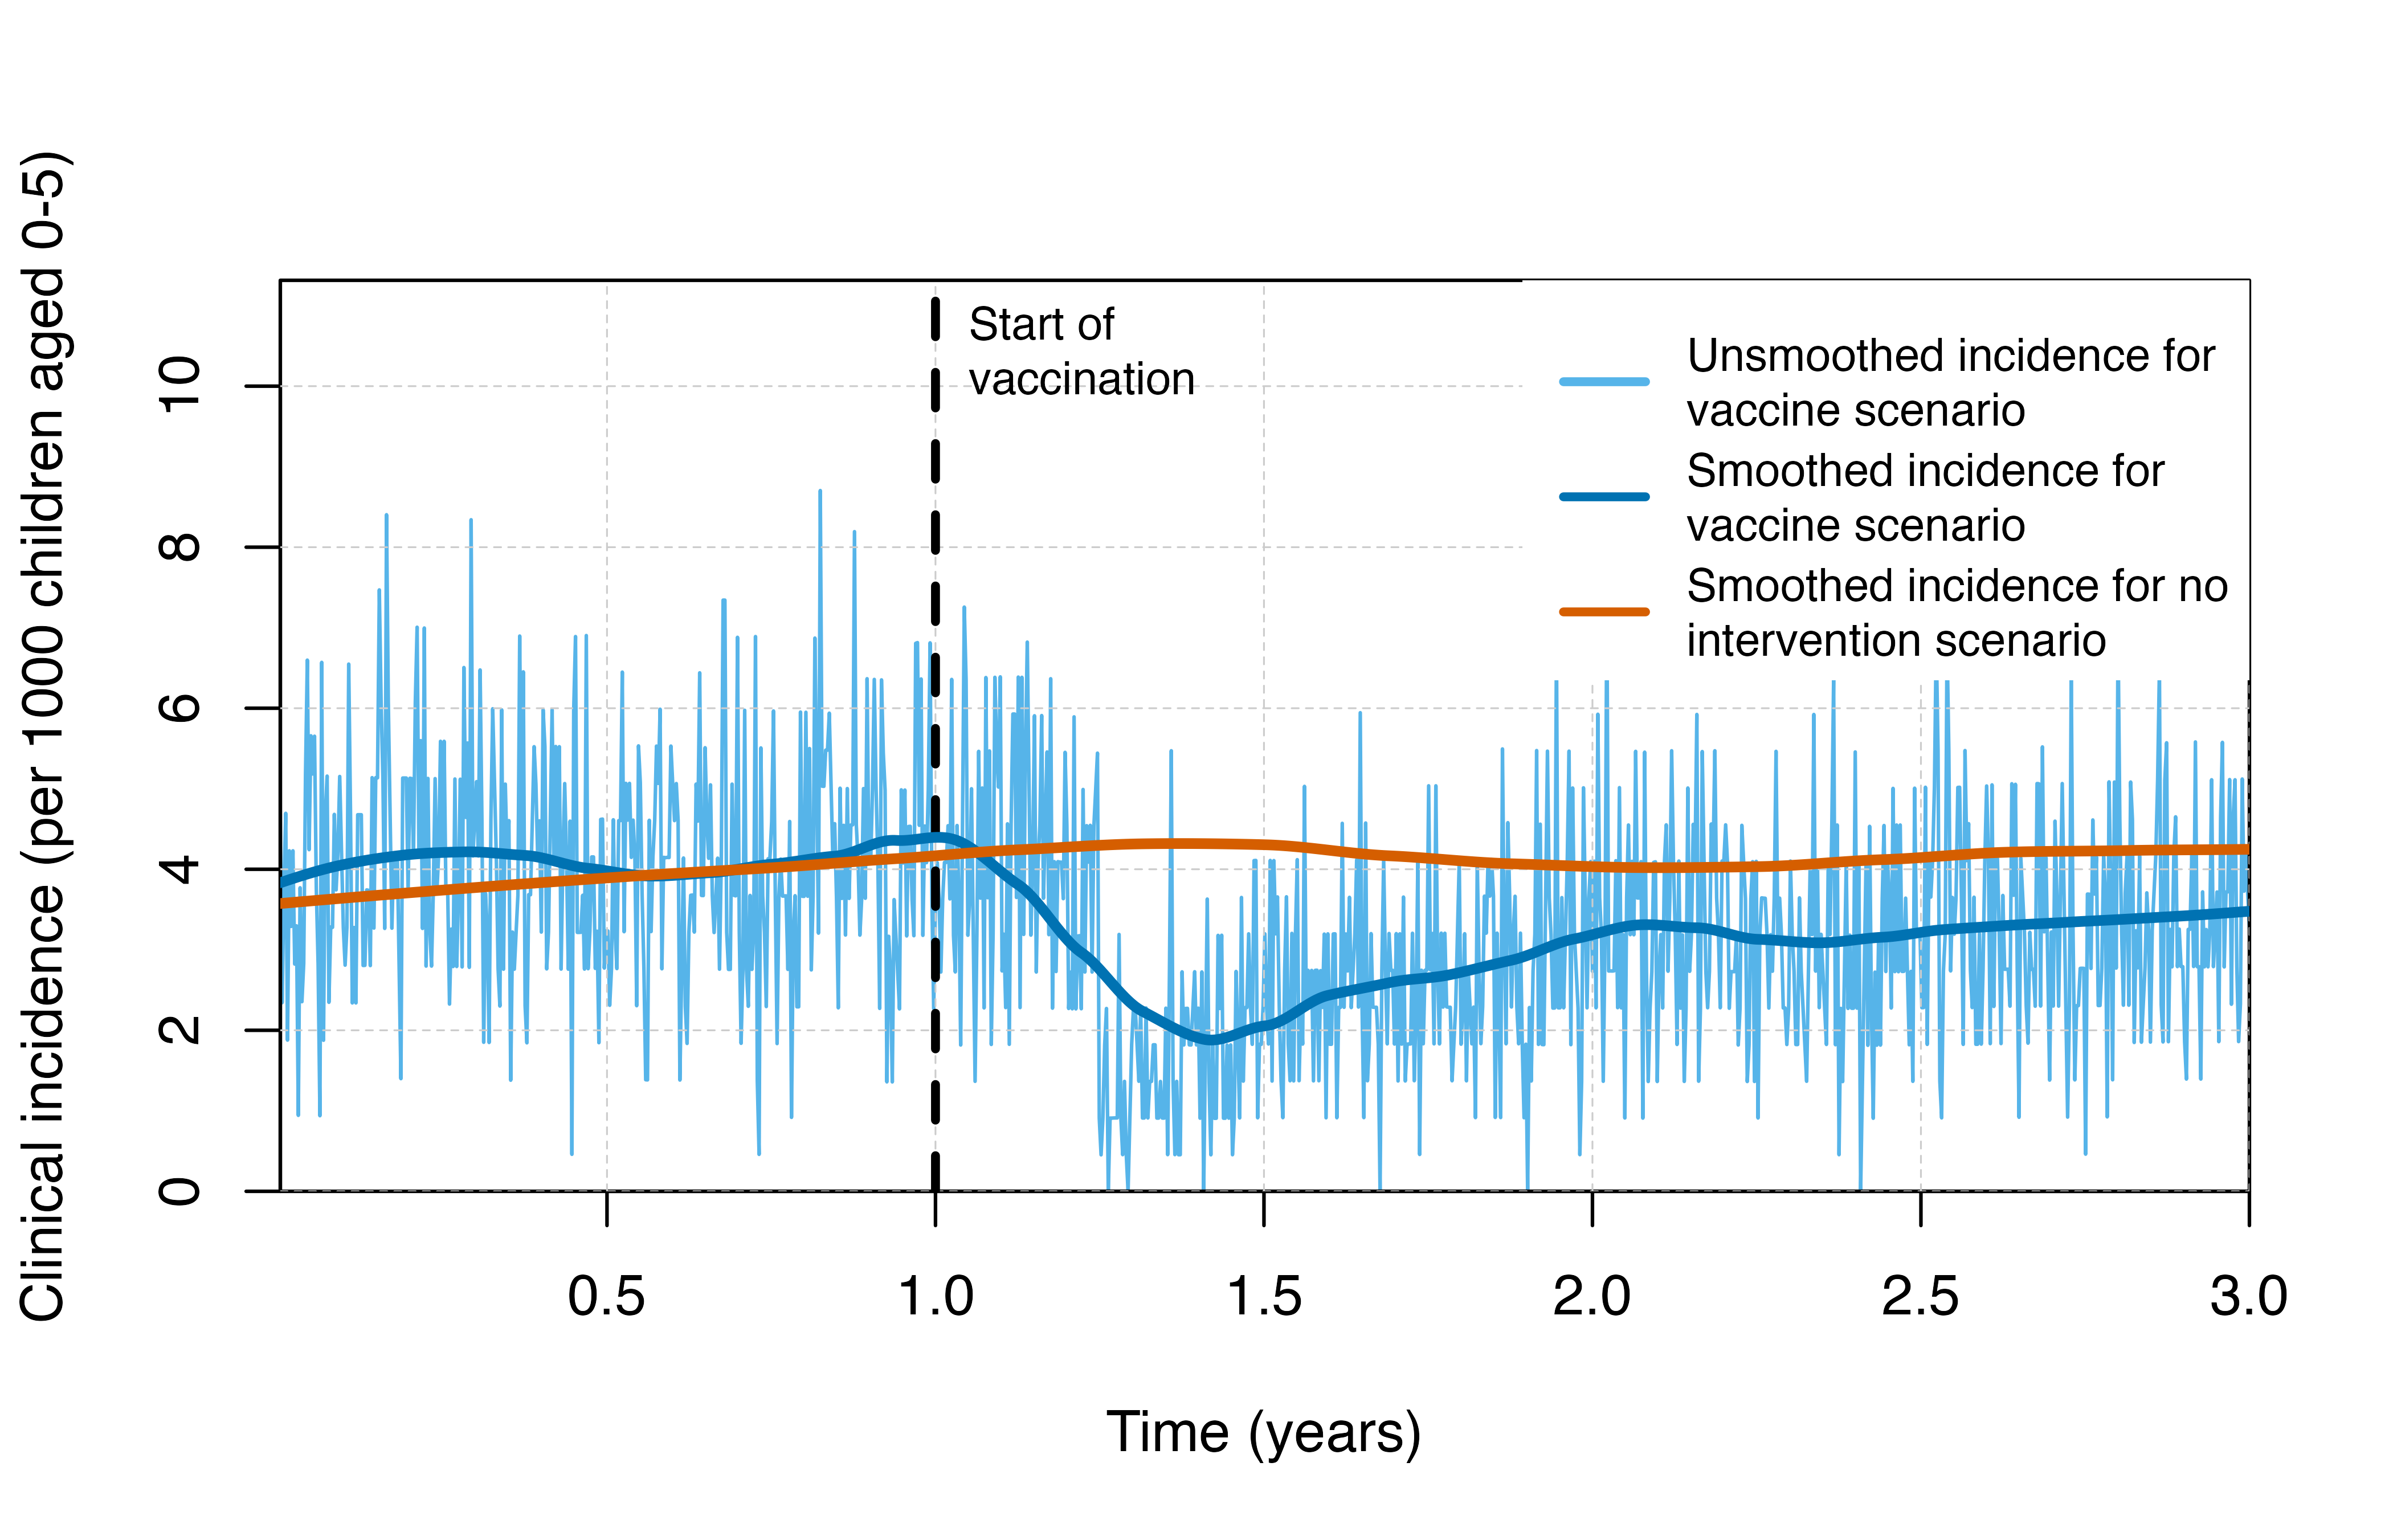 Clinical incidence (per 1000 children aged 0-5)
10
8
6
4
2
0
Start of
vaccination
Unsmoothed incidence for
vaccine scenario
Smoothed incidence for
vaccine scenario
Smoothed incidence for no
intervention scenario
0.5
1.0
1.5
2.0
2.5
3.0
Time (years)